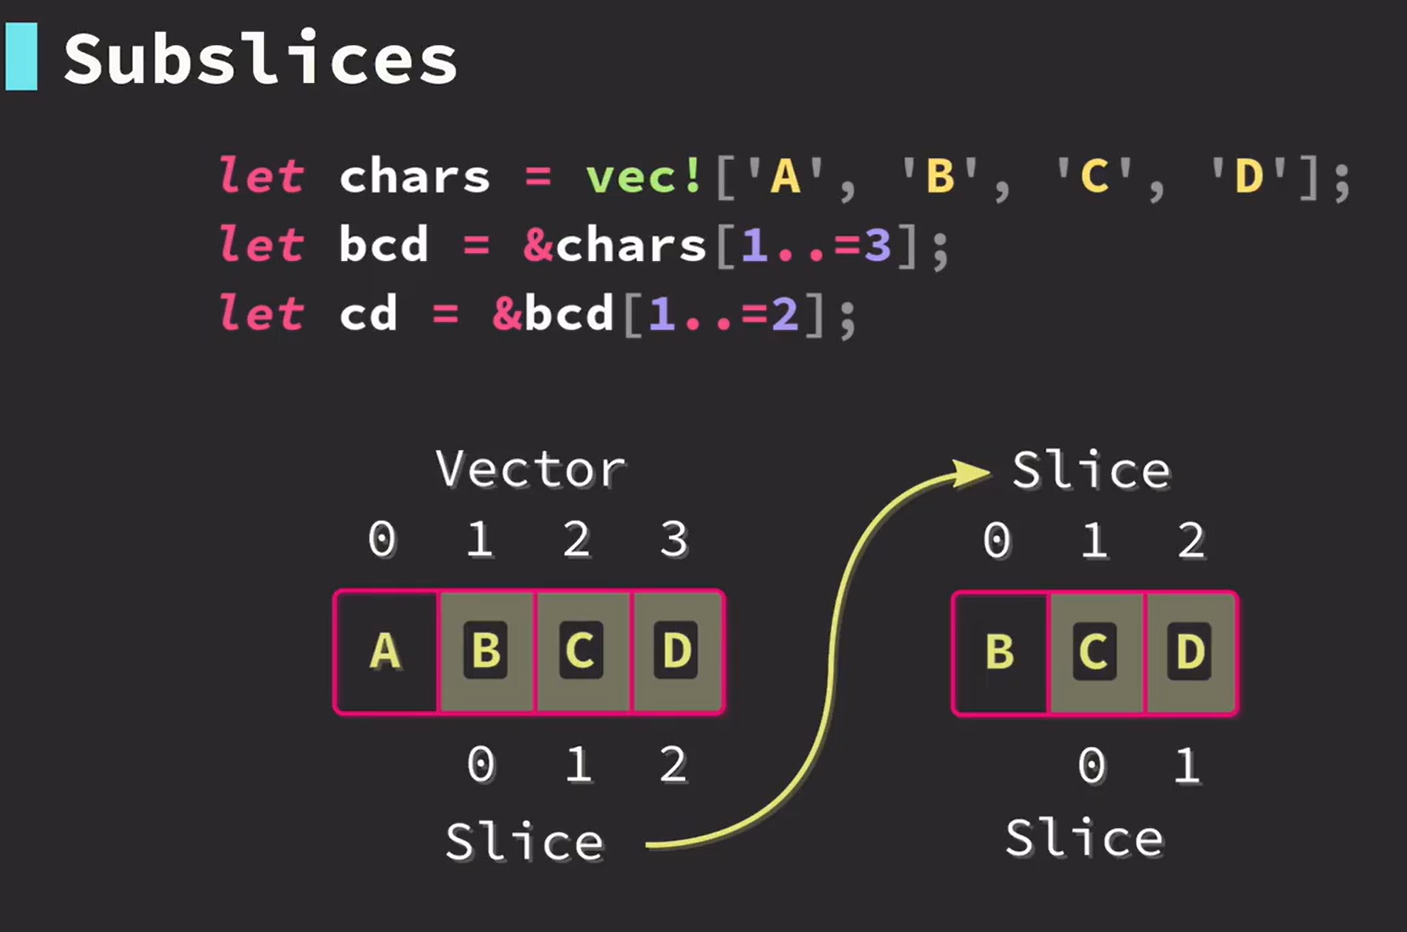 Subslices
let chars = vec!['A', 'B', 'C', 'D'];
let bcd = &chars[1..=3];
let cd = &bcd[1..=2];
Vector
0 1 2 3
A B C D
0 1 2
Slice
Slice
0 1 2
B C D
0 1
Slice